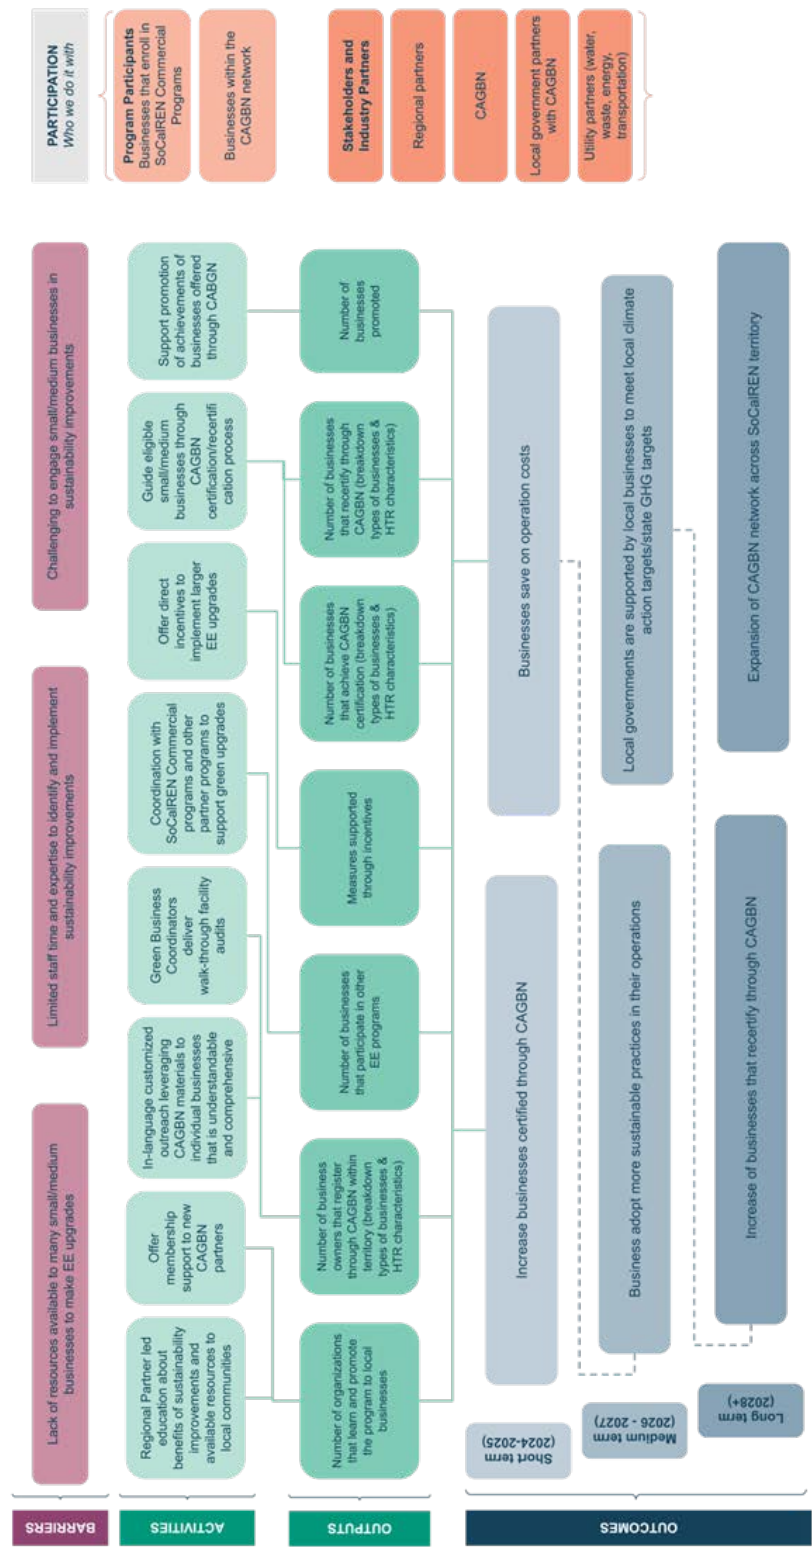 BARRIERS
Lack of resources available to many small/medium
businesses to make EE upgrades
Limited staff time and expertise to identify and implement
sustainability improvements
Challenging to engage small/medium businesses in
sustainability improvements
PARTICIPATION
Who we do it with
ACTIVITIES
Regional Partner led
education about
benefits of sustainability
improvements and
available resources to
local communities
Offer
membership
support to new
CAGBN
partners
In-language customized
outreach leveraging
CAGBN materials to
individual businesses
that is understandable
and comprehensive
Green Business
Coordinators
deliver
walk-through facility
audits
Coordination with
SoCalREN Commercial
programs and other
partner programs to
support green upgrades
Offer direct
incentives to
implement larger
EE upgrades
Guide eligible
small/medium
businesses through
CAGBN
certification/recertifi
cation process
Support promotion
of achievements of
businesses offered
through CABGN
Program Participants
Businesses that enroll in
SoCalREN Commercial
Programs
Businesses within the
CAGBN network
OUTPUTS
Number of organizations
that learn and promote
the program to local
businesses
Number of business
owners that register
through CAGBN within
territory (breakdown
types of businesses &
HTR characteristics)
Number of businesses
that participate in other
EE programs
Measures supported
through incentives
Number of businesses
that achieve CAGBN
certification (breakdown
types of businesses &
HTR characteristics)
Number of businesses
that recertify through
CAGBN (breakdown
types of businesses &
HTR characteristics)
Number of
businesses
promoted
Stakeholders and
Industry Partners
Regional partners
CAGBN
Local government partners
with CAGBN
Utility partners (water,
waste, energy,
transportation)
OUTCOMES
Short term
(2024-2025)
Increase businesses certified through CAGBN
Businesses save on operation costs
Medium term
(2026 - 2027)
Business adopt more sustainable practices in their operations
Local governments are supported by local businesses to meet local climate
action targets/state GHG targets
Long term
(2028+)
Increase of businesses that recertify through CAGBN
Expansion of CAGBN network across SoCalREN territory